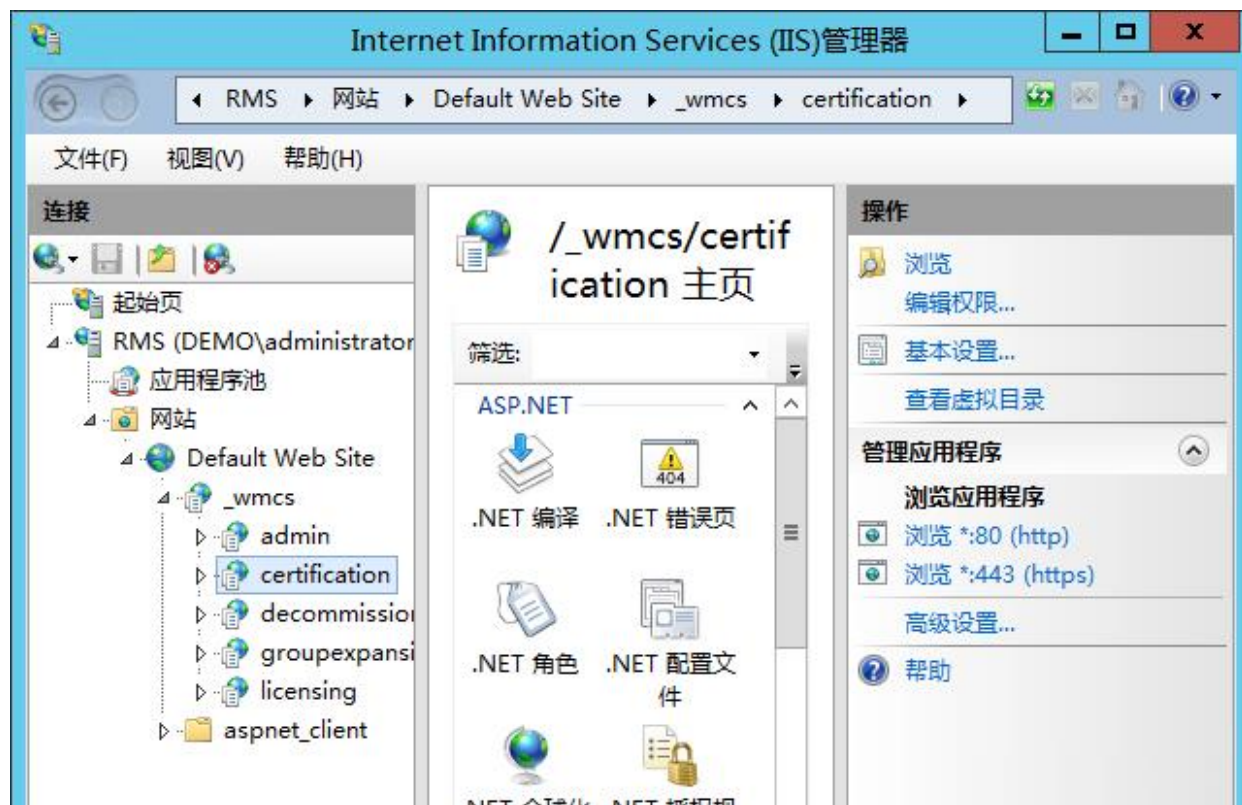 Internet Information Services (IIS)管理器
RMS 网站 Default Web Site _wmcs certification
文件(F) 视图(V) 帮助(H)
连接
起始页
RMS (DEMO\administrator
应用程序池
网站
Default Web Site
_wmcs
admin
certification
decommission
groupexpansi
licensing
aspnet_client
/_wmcs/certif
ication 主页
筛选:
ASP.NET
.NET 编译
.NET 错误页
404
.NET 角色
.NET 配置文
件
操作
浏览
编辑权限...
基本设置...
查看虚拟目录
管理应用程序
浏览应用程序
浏览 *:80 (http)
浏览 *:443 (https)
高级设置...
帮助